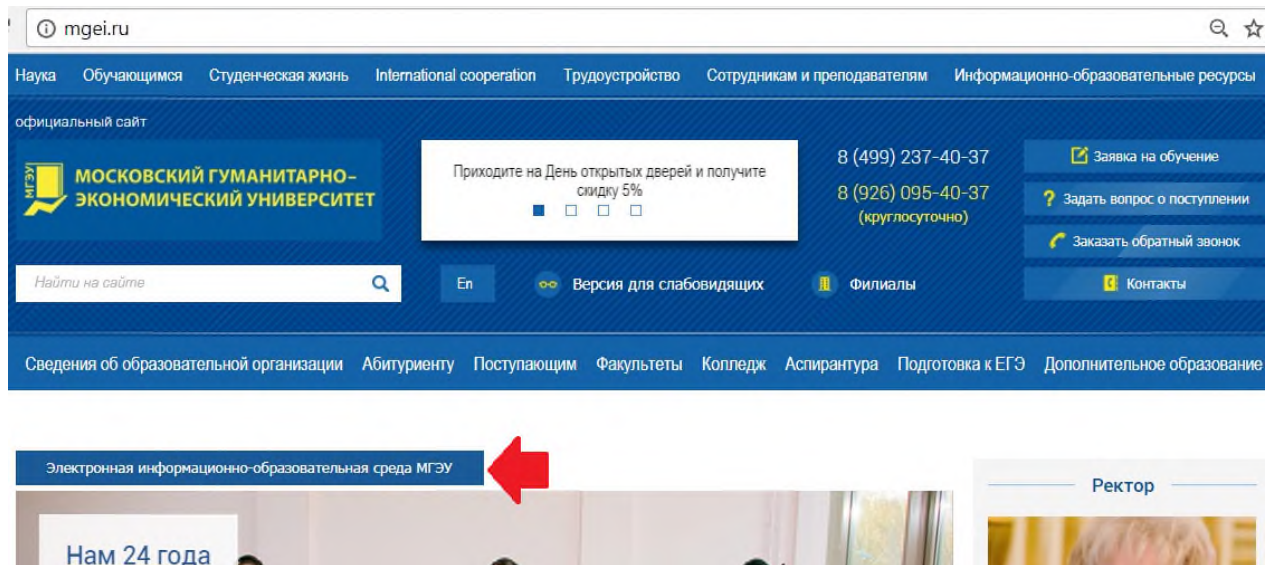 mgei.ru
Наука Обучающимся Студенческая жизнь International cooperation Трудоустройство Сотрудникам и преподавателям Информационно-образовательные ресурсы
официальный сайт
МГЭУ
МОСКОВСКИЙ ГУМАНИТАРНО-
ЭКОНОМИЧЕСКИЙ УНИВЕРСИТЕТ
Приходите на День открытых дверей и получите
скидку 5%
8 (499) 237-40-37
8 (926) 095-40-37
(круглосуточно)
Заявка на обучение
? Задать вопрос о поступлении
Заказать обратный звонок
Контакты
Найти на сайте
En
Версия для слабовидящих
Филиалы
Сведения об образовательной организации Абитуриенту Поступающим Факультеты Колледж Аспирантура Подготовка к ЕГЭ Дополнительное образование
Электронная информационно-образовательная среда МГЭУ
Ректор
Нам 24 года